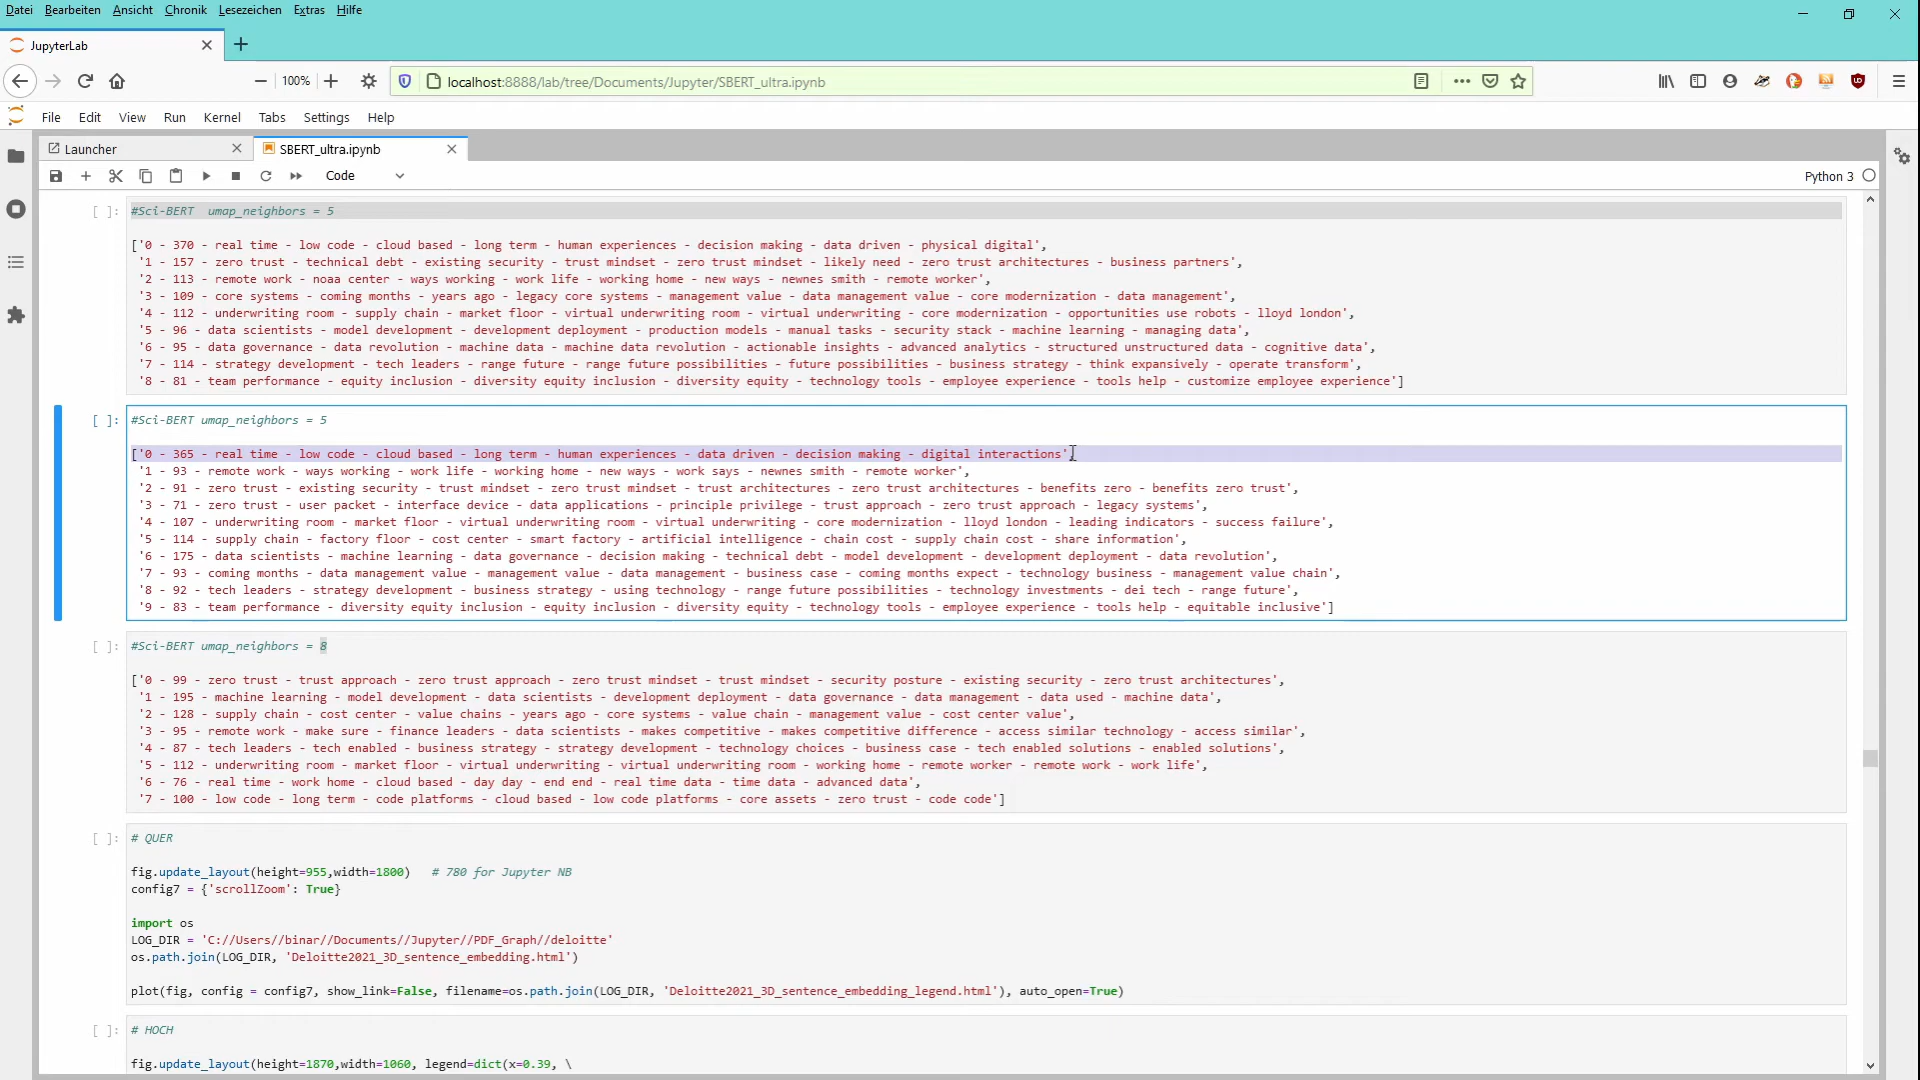 Datei Bearbeiten Ansicht Chronik Lesezeichen Extras Hilfe
JupyterLab
100% localhost:8888/lab/tree/Documents/Jupyter/SBERT_ultra.ipynb
File Edit View Run Kernel Tabs Settings Help
Launcher SBERT_ultra.ipynb
Code Python 3
[ ]: #Sci-BERT  umap_neighbors = 5
['0 - 370 - real time - low code - cloud based - long term - human experiences - decision making - data driven - physical digital',
'1 - 157 - zero trust - technical debt - existing security - trust mindset - zero trust mindset - likely need - zero trust architectures - business partners',
'2 - 113 - remote work - noaa center - ways working - work life - working home - new ways - newnes smith - remote worker',
'3 - 109 - core systems - coming months - years ago - legacy core systems - management value - data management value - core modernization - data management',
'4 - 112 - underwriting room - supply chain - market floor - virtual underwriting room - virtual underwriting - core modernization - opportunities use robots - lloyd london',
'5 - 96 - data scientists - model development - development deployment - production models - manual tasks - security stack - machine learning - managing data',
'6 - 95 - data governance - data revolution - machine data - machine data revolution - actionable insights - advanced analytics - structured unstructured data - cognitive data',
'7 - 114 - strategy development - tech leaders - range future - range future possibilities - future possibilities - business strategy - think expansively - operate transform',
'8 - 81 - team performance - equity inclusion - diversity equity inclusion - diversity equity - technology tools - employee experience - tools help - customize employee experience']
[ ]: #Sci-BERT umap_neighbors = 5
['0 - 365 - real time - low code - cloud based - long term - human experiences - data driven - decision making - digital interactions',
'1 - 93 - remote work - ways working - work life - working home - new ways - work says - newnes smith - remote worker',
'2 - 91 - zero trust - existing security - trust mindset - zero trust mindset - trust architectures - zero trust architectures - benefits zero - benefits zero trust',
'3 - 71 - zero trust - user packet - interface device - data applications - principle privilege - trust approach - zero trust approach - legacy systems',
'4 - 107 - underwriting room - market floor - virtual underwriting room - virtual underwriting - core modernization - lloyd london - leading indicators - success failure',
'5 - 114 - supply chain - factory floor - cost center - smart factory - artificial intelligence - chain cost - supply chain cost - share information',
'6 - 175 - data scientists - machine learning - data governance - decision making - technical debt - model development - development deployment - data revolution',
'7 - 93 - coming months - data management value - management value - data management - business case - coming months expect - technology business - management value chain',
'8 - 92 - tech leaders - strategy development - business strategy - using technology - range future possibilities - technology investments - dei tech - range future',
'9 - 83 - team performance - diversity equity inclusion - equity inclusion - diversity equity - technology tools - employee experience - tools help - equitable inclusive']
[ ]: #Sci-BERT umap_neighbors = 8
['0 - 99 - zero trust - trust approach - zero trust approach - zero trust mindset - trust mindset - security posture - existing security - zero trust architectures',
'1 - 195 - machine learning - model development - data scientists - development deployment - data governance - data management - data used - machine data',
'2 - 128 - supply chain - cost center - value chains - years ago - core systems - value chain - management value - cost center value',
'3 - 95 - remote work - make sure - finance leaders - data scientists - makes competitive - makes competitive difference - access similar technology - access similar',
'4 - 87 - tech leaders - tech enabled - business strategy - strategy development - technology choices - business case - tech enabled solutions - enabled solutions',
'5 - 112 - underwriting room - market floor - virtual underwriting - virtual underwriting room - working home - remote worker - remote work - work life',
'6 - 76 - real time - work home - cloud based - day day - end end - real time data - time data - advanced data',
'7 - 100 - low code - long term - code platforms - cloud based - low code platforms - core assets - zero trust - code code']
[ ]: # QUER
fig.update_layout(height=955,width=1800)   # 780 for Jupyter NB
config7 = {'scrollZoom': True}
import os
LOG_DIR = 'C://Users//binar//Documents//Jupyter//PDF_Graph//deloitte'
os.path.join(LOG_DIR, 'Deloitte2021_3D_sentence_embedding.html')
plot(fig, config = config7, show_link=False, filename=os.path.join(LOG_DIR, 'Deloitte2021_3D_sentence_embedding_legend.html'), auto_open=True)
[ ]: # HOCH
fig.update_layout(height=1870,width=1060, legend=dict(x=0.39, \